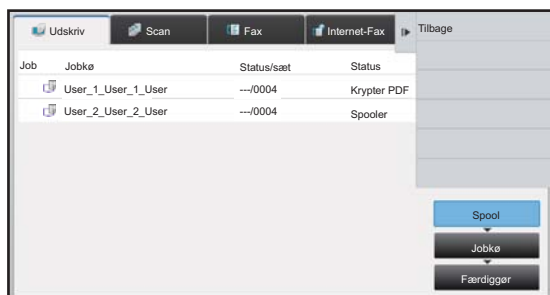 Udskriv Scan Fax Internet-Fax Tilbage
Job Jobkø Status/sæt Status
User_1_User_1_User ---/0004 Krypter PDF
User_2_User_2_User ---/0004 Spooler
Spool
Jobkø
Færdiggør